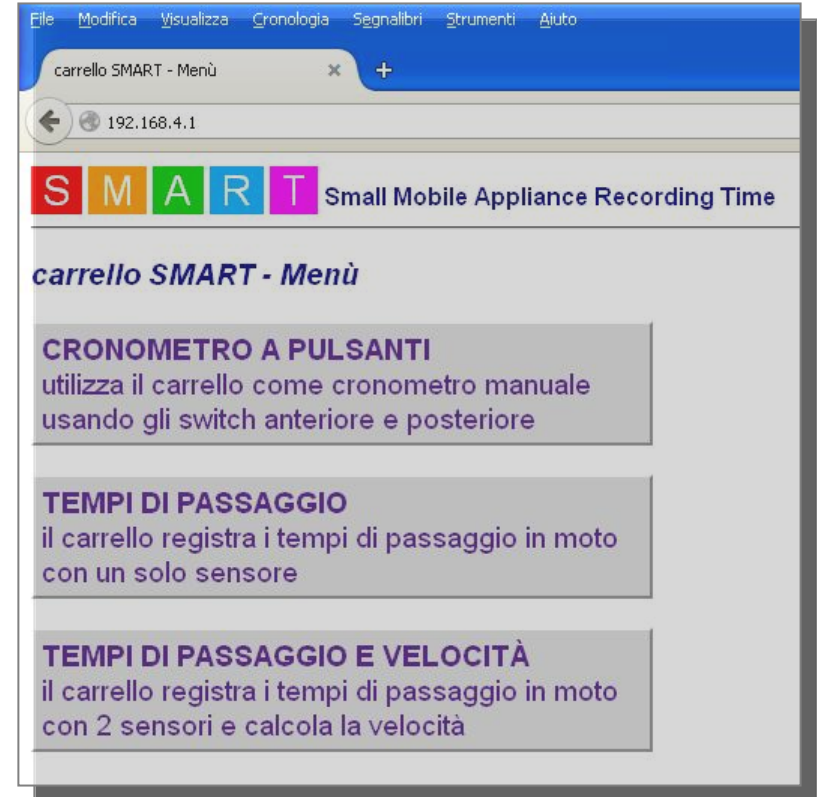 File Modifica Visualizza Cronologia Segnalibri Strumenti Aiuto
carrello SMART - Menù × +
192.168.4.1
S M A R T Small Mobile Appliance Recording Time
carrello SMART - Menù
CRONOMETRO A PULSANTI
utilizza il carrello come cronometro manuale
usando gli switch anteriore e posteriore
TEMPI DI PASSAGGIO
il carrello registra i tempi di passaggio in moto
con un solo sensore
TEMPI DI PASSAGGIO E VELOCITÀ
il carrello registra i tempi di passaggio in moto
con 2 sensori e calcola la velocità